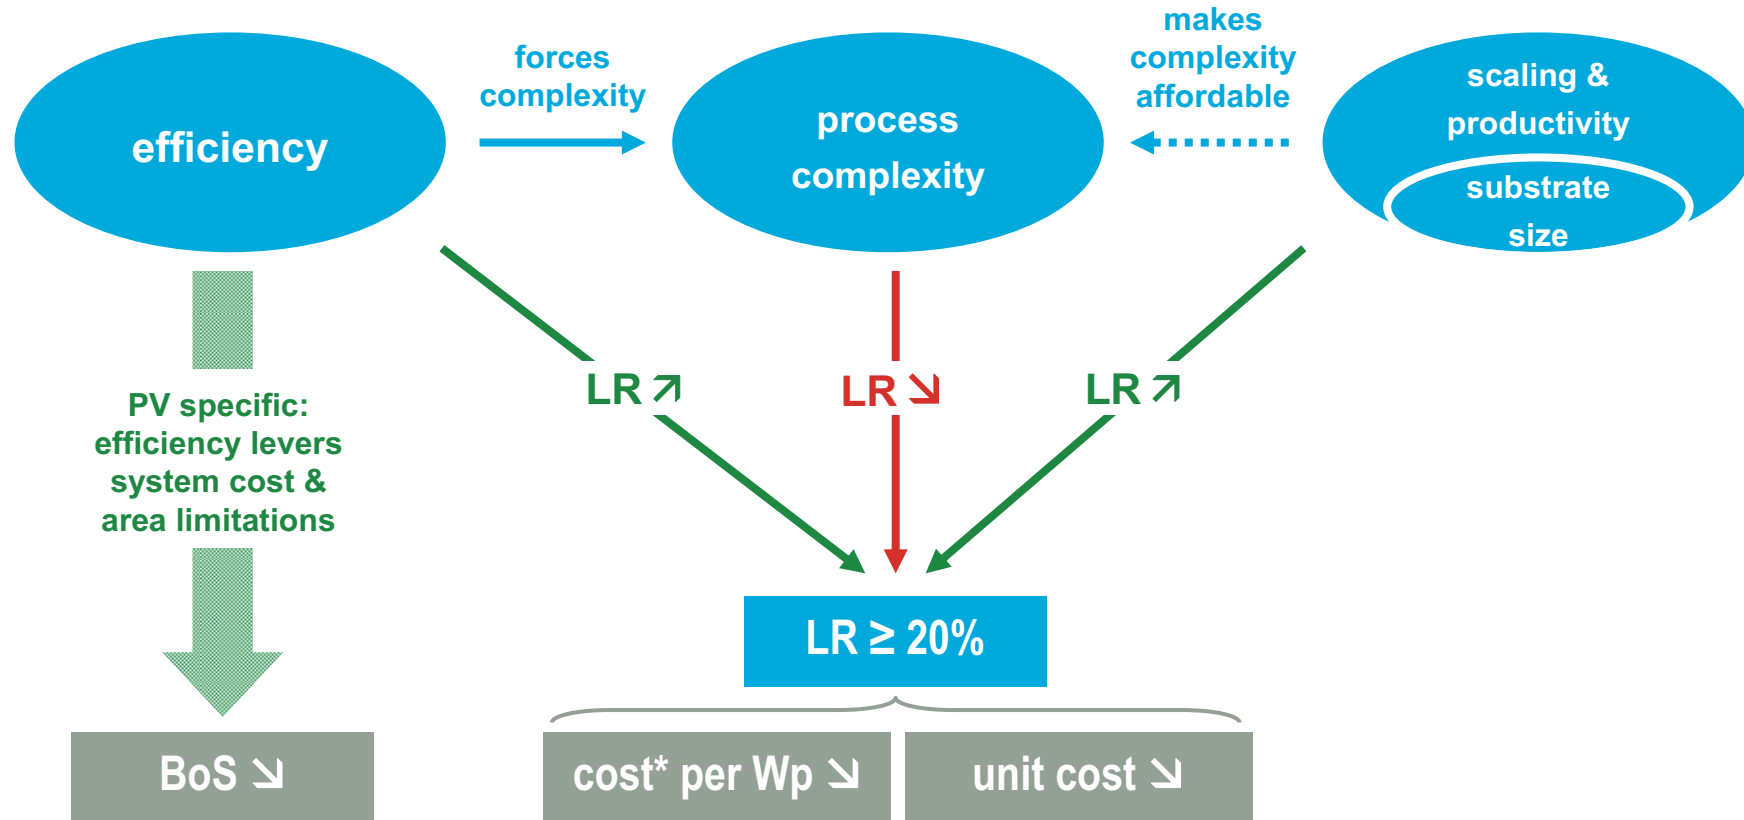 efficiency
forces
complexity
process
complexity
makes
complexity
affordable
scaling &
productivity
substrate
size
LR ↗
LR ↘
LR ↗
PV specific:
efficiency levers
system cost &
area limitations
LR ≥ 20%
BoS ↘
cost* per Wp ↘
unit cost ↘